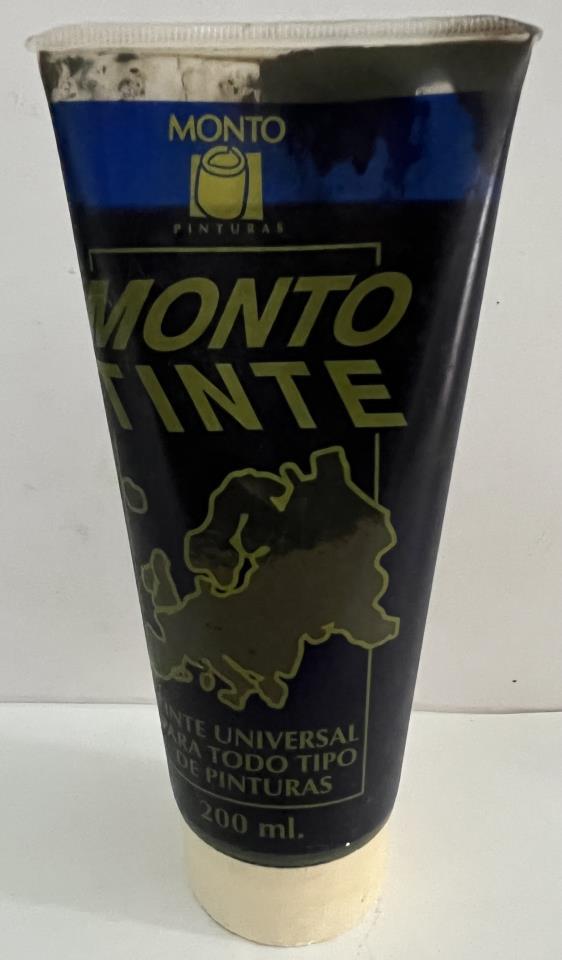 MONTO
PINTURAS
MONTO
TINTE
INTE UNIVERSAL
ARA TODO TIPO
DE PINTURAS
200 ml.